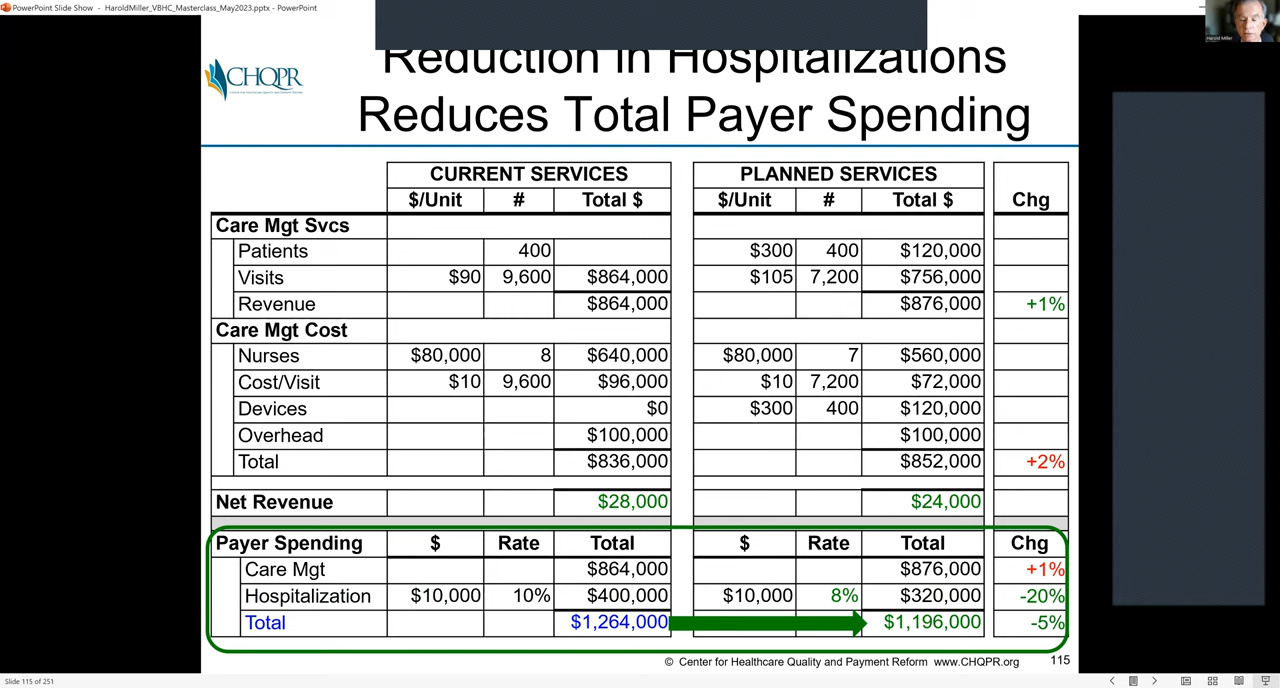 PowerPoint Slide Show - HaroldMiller_VBHC_Masterclass_May2023.pptx - PowerPoint
Harold Miller
Reduction in Hospitalizations
CHQPR
Reduces Total Payer Spending
CURRENT SERVICES PLANNED SERVICES
$/Unit # Total $ $/Unit # Total $ Chg
Care Mgt Svcs
Patients 400 $300 400 $120,000
Visits $90 9,600 $864,000 $105 7,200 $756,000
Revenue $864,000 $876,000 +1%
Care Mgt Cost
Nurses $80,000 8 $640,000 $80,000 7 $560,000
Cost/Visit $10 9,600 $96,000 $10 7,200 $72,000
Devices $0 $300 400 $120,000
Overhead $100,000 $100,000
Total $836,000 $852,000 +2%
Net Revenue $28,000 $24,000
Payer Spending $ Rate Total $ Rate Total Chg
Care Mgt $864,000 $876,000 +1%
Hospitalization $10,000 10% $400,000 $10,000 8% $320,000 -20%
Total $1,264,000 $1,196,000 -5%
© Center for Healthcare Quality and Payment Reform www.CHQPR.org 115
Slide 115 of 251